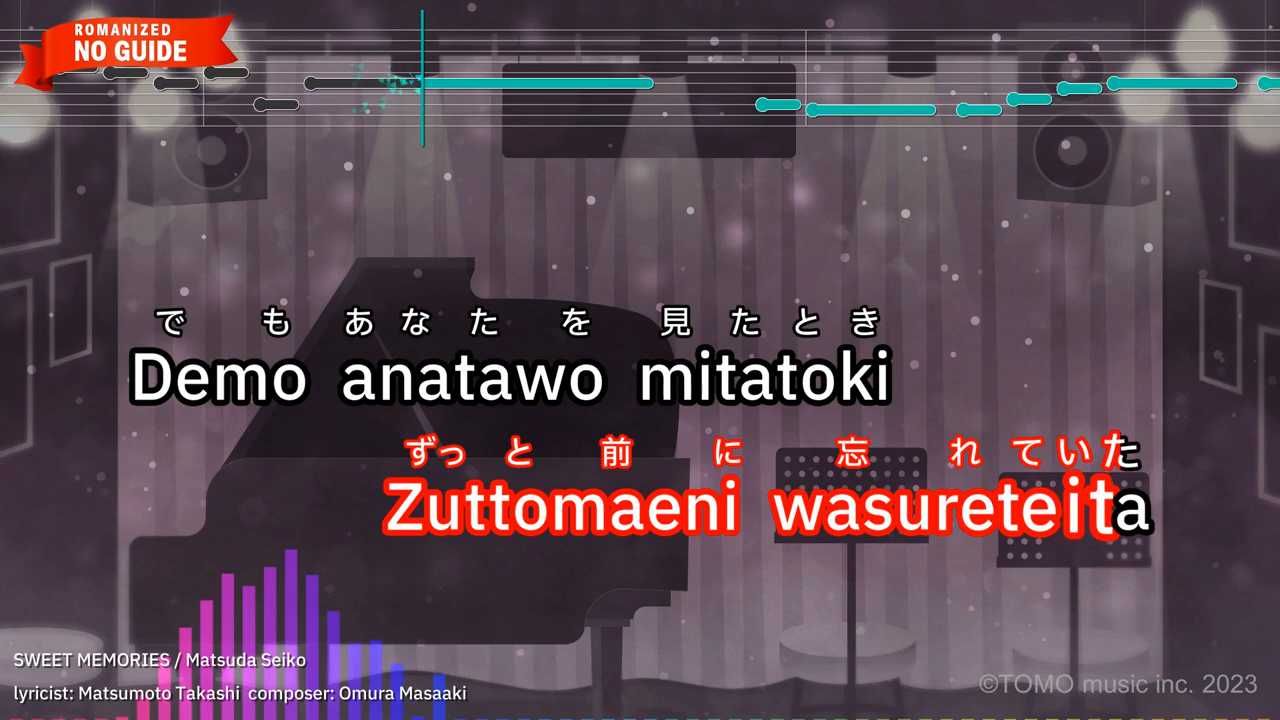 ROMANIZED
NO GUIDE
でもあなたを見たとき
Demo anatawo mitatoki
ずっと前に忘れていた
Zuttomaeni wasureteita
SWEET MEMORIES / Matsuda Seiko
lyricist: Matsumoto Takashi composer: Omura Masaaki
©TOMO music inc. 2023